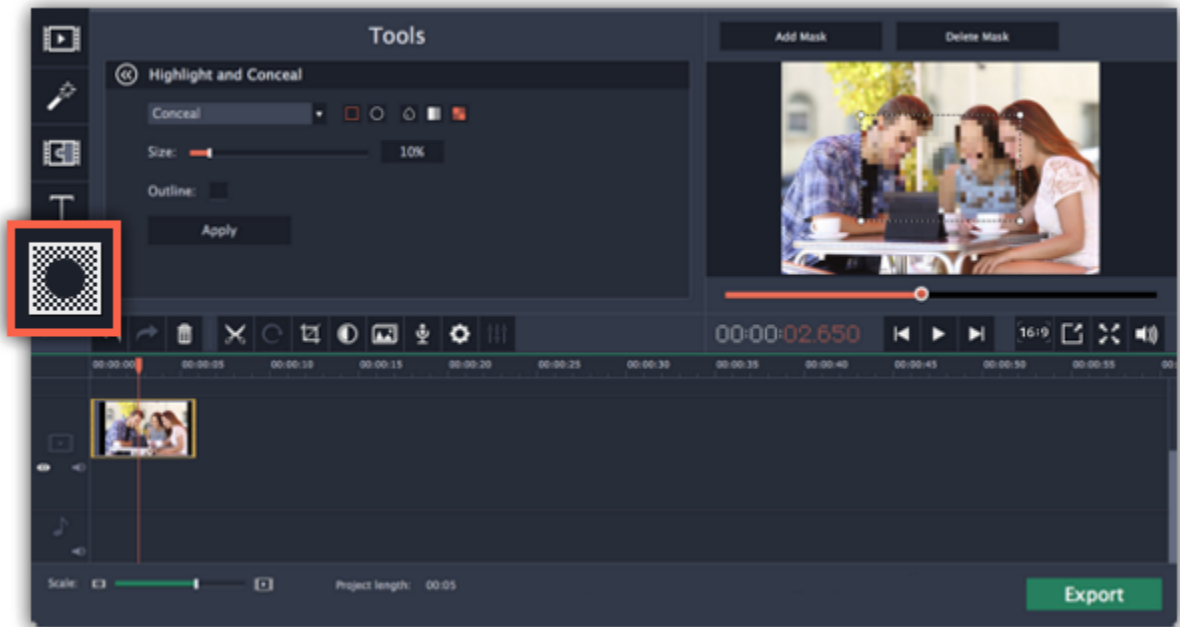 Tools
Add Mask
Delete Mask
Highlight and Conceal
Conceal
Size:
10%
Outline:
Apply
T
00:00:02.650
16:9
00:00:00
00:00:05
00:00:10
00:00:15
00:00:20
00:00:25
00:00:30
00:00:35
00:00:40
00:00:45
00:00:50
00:00:55
00:
Scale:
Project length: 00:05
Export